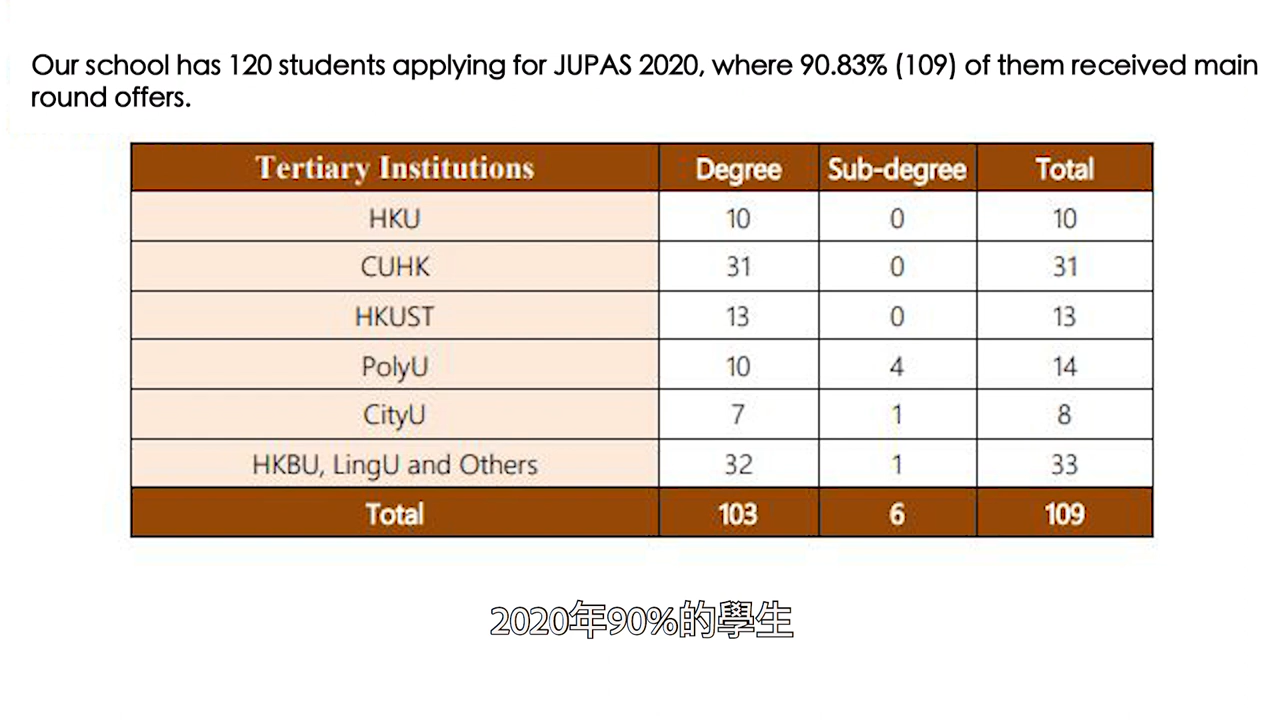 Our school has 120 students applying for JUPAS 2020, where 90.83% (109) of them received main
round offers.
Tertiary Institutions Degree Sub-degree Total
HKU 10 0 10
CUHK 31 0 31
HKUST 13 0 13
PolyU 10 4 14
CityU 7 1 8
HKBU, LingU and Others 32 1 33
Total 103 6 109
2020年90%的學生